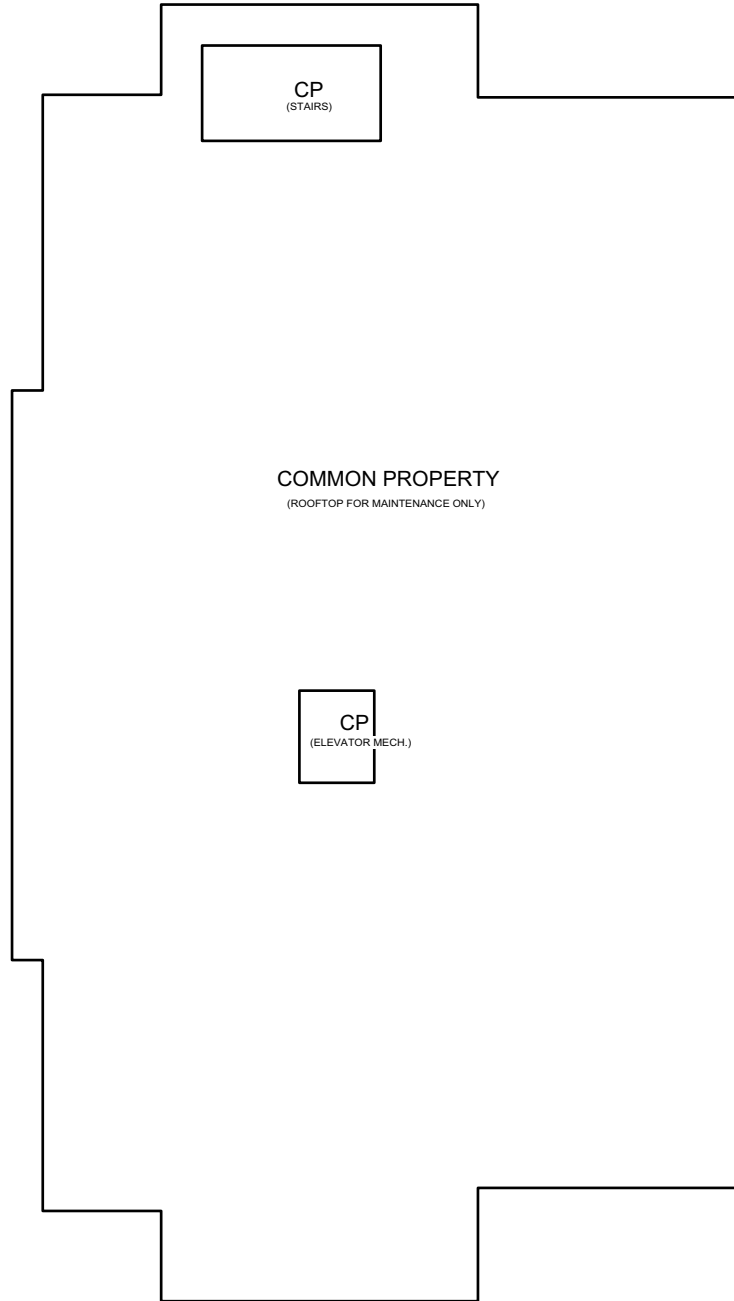 CP
(STAIRS)
COMMON PROPERTY
(ROOFTOP FOR MAINTENANCE ONLY)
CP
(ELEVATOR MECH.)